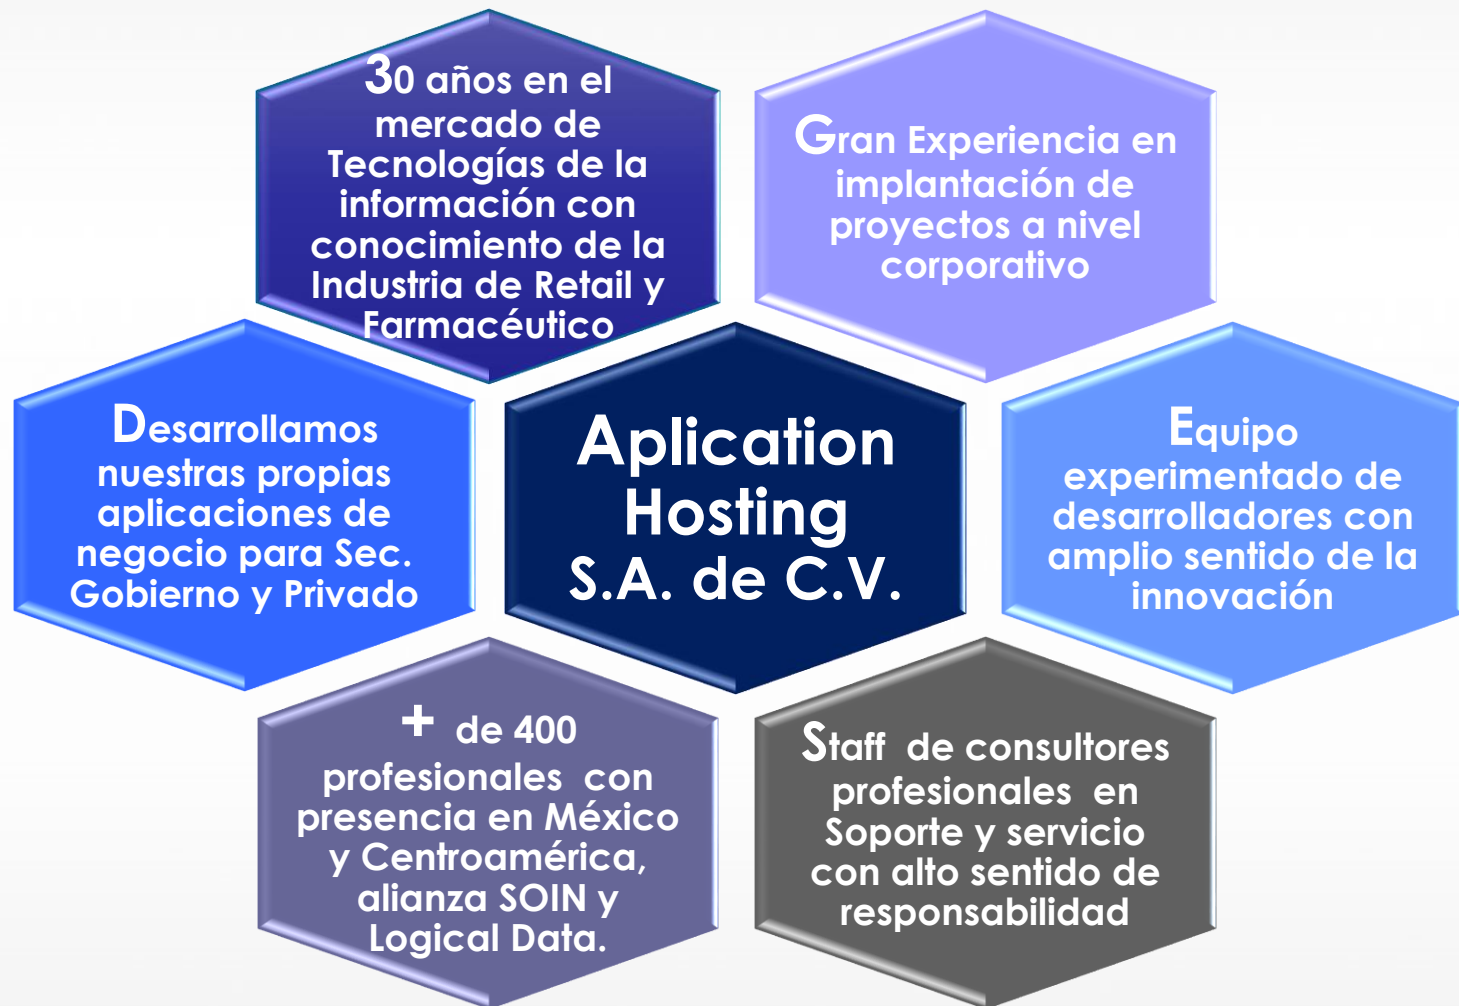 30 años en el
mercado de
Tecnologías de la
información con
conocimiento de la
Industria de Retail y
Farmacéutico
Gran Experiencia en
implantación de
proyectos a nivel
corporativo
Desarrollamos
nuestras propias
aplicaciones de
negocio para Sec.
Gobierno y Privado
Aplication
Hosting
S.A. de C.V.
Equipo
experimentado de
desarrolladores con
amplio sentido de la
innovación
+ de 400
profesionales con
presencia en México
y Centroamérica,
alianza SOIN y
Logical Data.
Staff de consultores
profesionales en
Soporte y servicio
con alto sentido de
responsabilidad